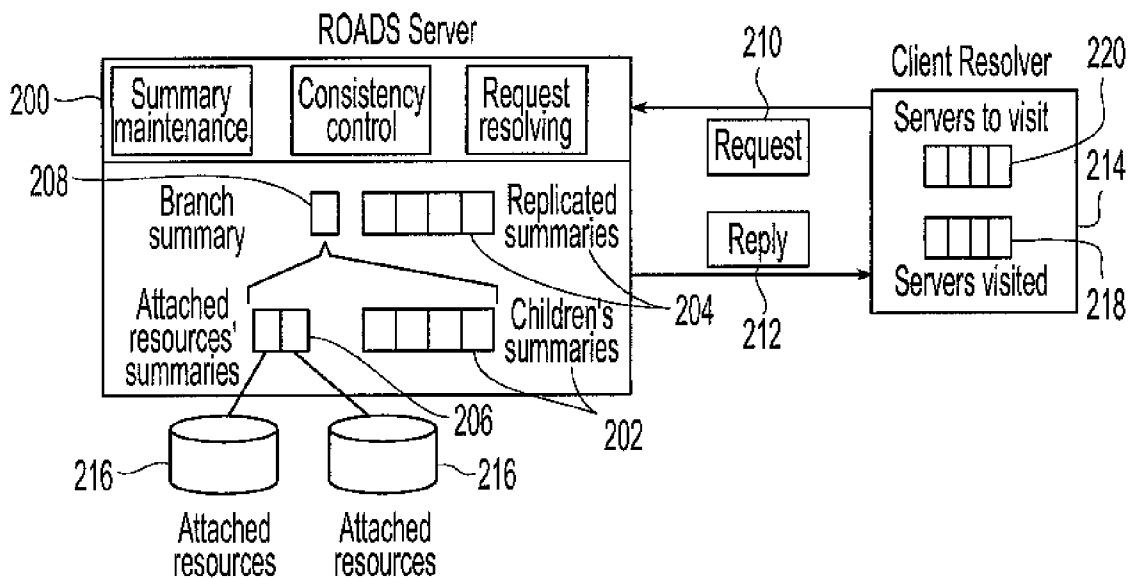 ROADS Server
210
Client Resolver
220
200
Summary
maintenance
Consistency
control
Request
resolving
Servers to visit
Request
208
214
Branch
summary
Replicated
summaries
Reply
Servers visited
Attached
resources'
summaries
Children's
summaries
204
212
218
206
202
216
216
Attached
resources
Attached
resources